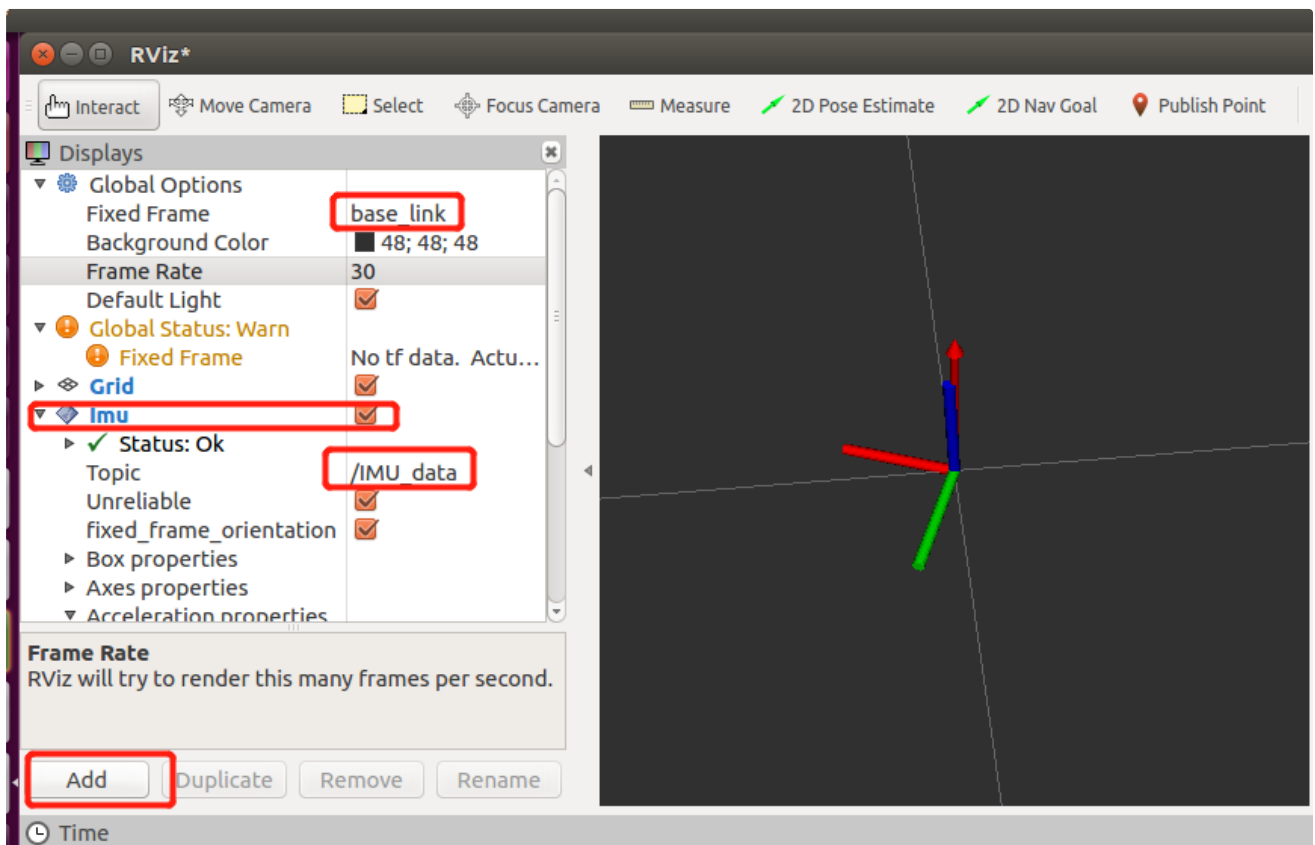 RViz*
Interact Move Camera Select Focus Camera Measure 2D Pose Estimate 2D Nav Goal Publish Point
Displays
Global Options
Fixed Frame base_link
Background Color 48; 48; 48
Frame Rate 30
Default Light
Global Status: Warn
Fixed Frame No tf data. Actu...
Grid
Imu
Status: Ok
Topic /IMU_data
Unreliable
fixed_frame_orientation
Box properties
Axes properties
Acceleration properties
Frame Rate
RViz will try to render this many frames per second.
Add Duplicate Remove Rename
Time